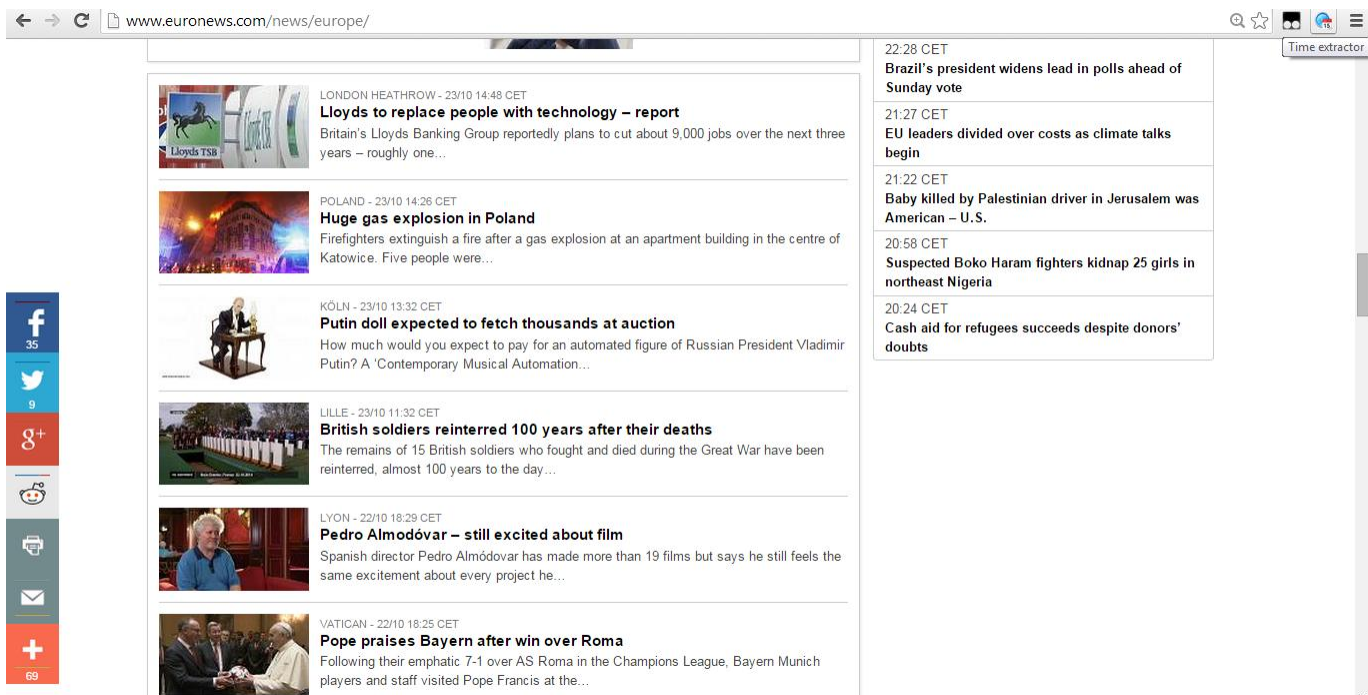 www.euronews.com/news/europe/
15
Time extractor
LONDON HEATHROW - 23/10 14:48 CET
Lloyds to replace people with technology – report
Britain's Lloyds Banking Group reportedly plans to cut about 9,000 jobs over the next three
years – roughly one…
Lloyds TSB
Lloyds TSB
POLAND - 23/10 14:26 CET
Huge gas explosion in Poland
Firefighters extinguish a fire after a gas explosion at an apartment building in the centre of
Katowice. Five people were…
KÖLN - 23/10 13:32 CET
Putin doll expected to fetch thousands at auction
How much would you expect to pay for an automated figure of Russian President Vladimir
Putin? A ‘Contemporary Musical Automation…
LILLE - 23/10 11:32 CET
British soldiers reinterred 100 years after their deaths
The remains of 15 British soldiers who fought and died during the Great War have been
reinterred, almost 100 years to the day…
LYON - 22/10 18:29 CET
Pedro Almodóvar – still excited about film
Spanish director Pedro Almódovar has made more than 19 films but says he still feels the
same excitement about every project he…
VATICAN - 22/10 18:25 CET
Pope praises Bayern after win over Roma
Following their emphatic 7-1 over AS Roma in the Champions League, Bayern Munich
players and staff visited Pope Francis at the…
22:28 CET
Brazil's president widens lead in polls ahead of
Sunday vote
21:27 CET
EU leaders divided over costs as climate talks
begin
21:22 CET
Baby killed by Palestinian driver in Jerusalem was
American – U.S.
20:58 CET
Suspected Boko Haram fighters kidnap 25 girls in
northeast Nigeria
20:24 CET
Cash aid for refugees succeeds despite donors'
doubts
f
35
9
g+
69